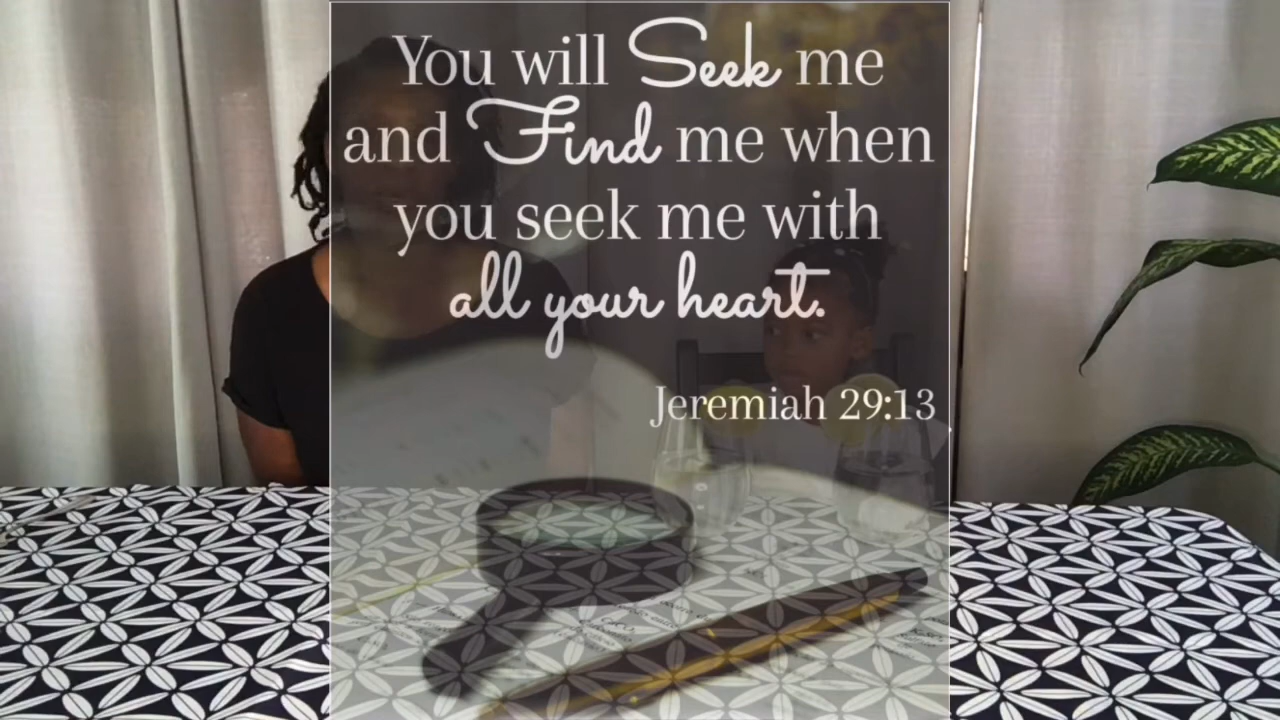 You will Seek me
and Find me when
you seek me with
all your heart.
Jeremiah 29:13